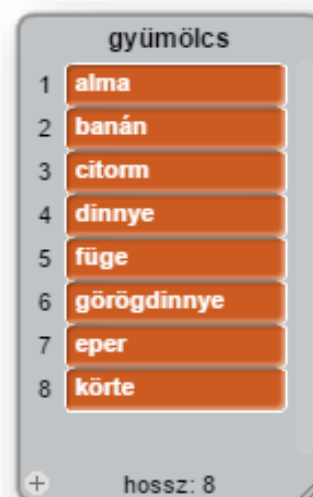 gyümölcs
1 alma
2 banán
3 citorm
4 dinnye
5 füge
6 görögdinnye
7 eper
8 körte
+ hossz: 8